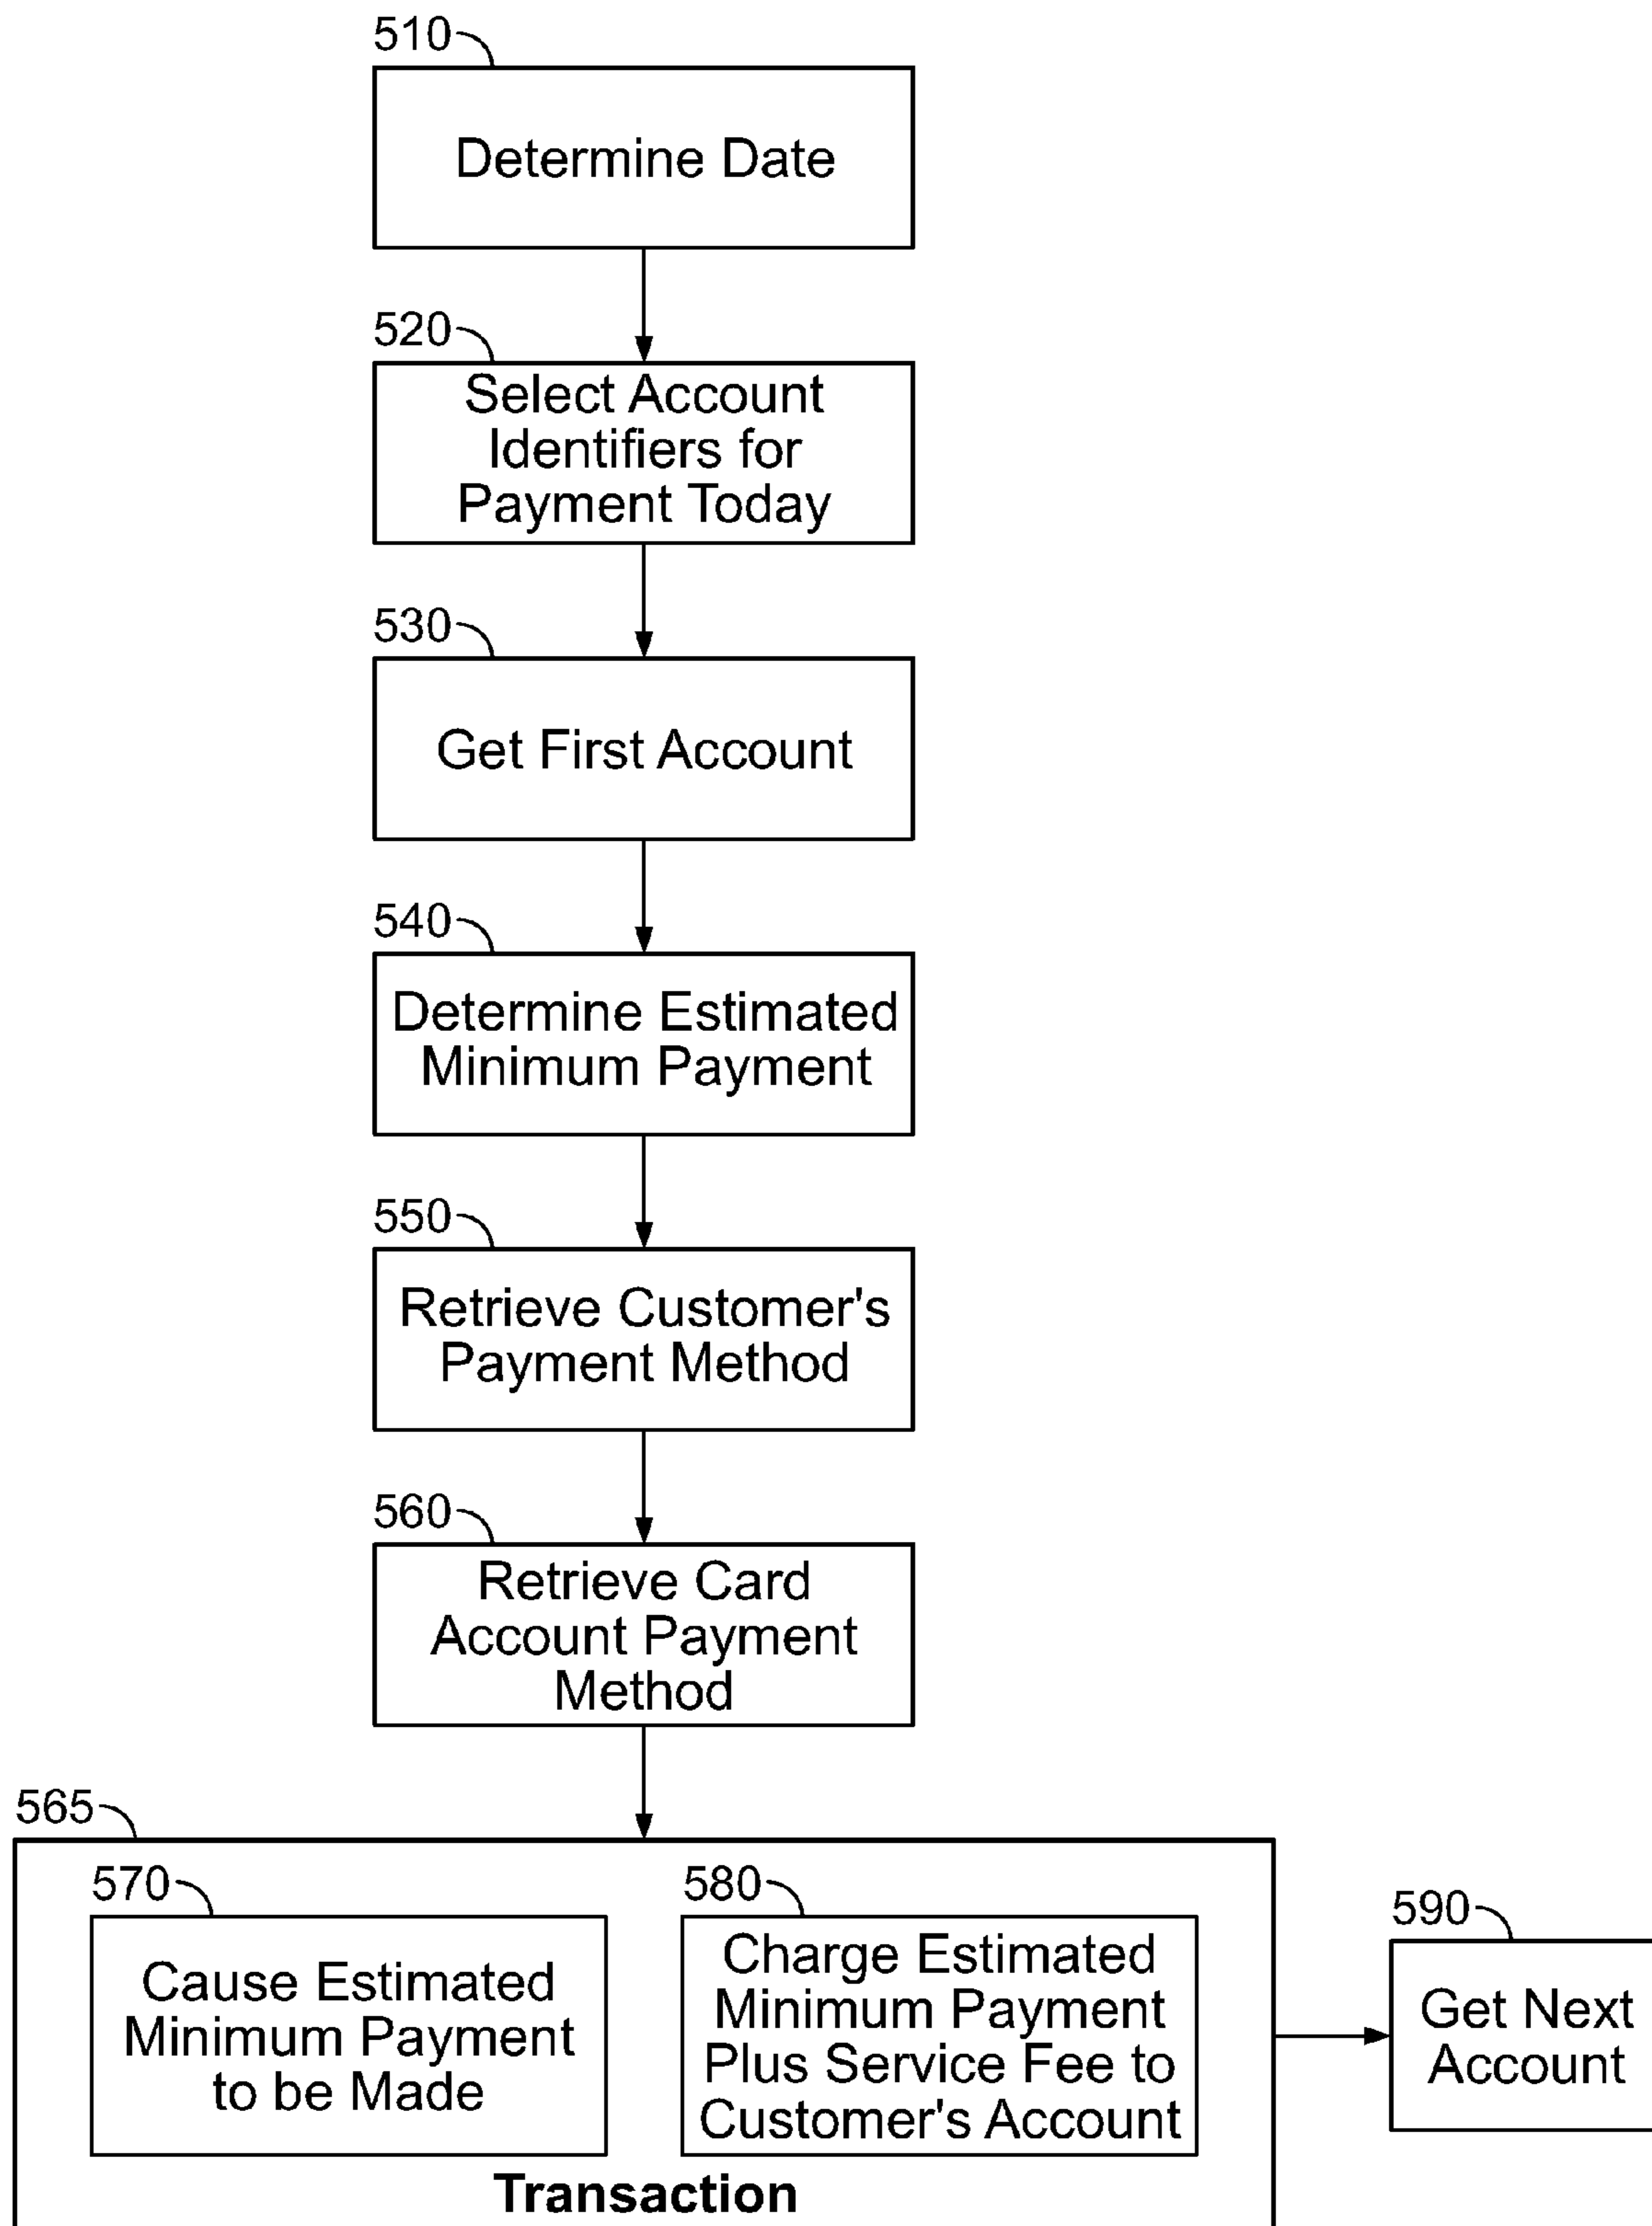 510
Determine Date
520
Select Account
Identifiers for
Payment Today
530
Get First Account
540
Determine Estimated
Minimum Payment
550
Retrieve Customer's
Payment Method
560
Retrieve Card
Account Payment
Method
565
570
Cause Estimated
Minimum Payment
to be Made
580
Charge Estimated
Minimum Payment
Plus Service Fee to
Customer's Account
Transaction
590
Get Next
Account